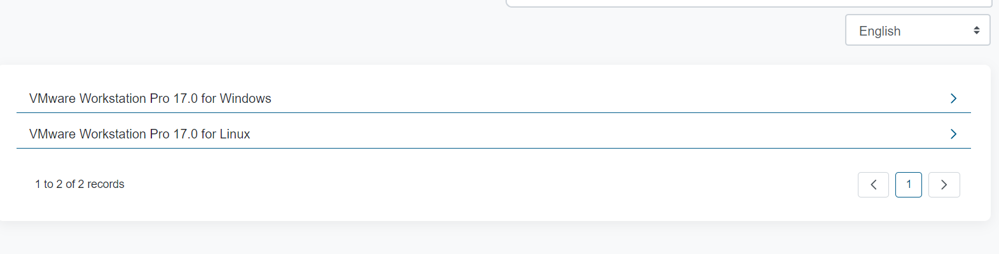 English
VMware Workstation Pro 17.0 for Windows
VMware Workstation Pro 17.0 for Linux
1 to 2 of 2 records
1